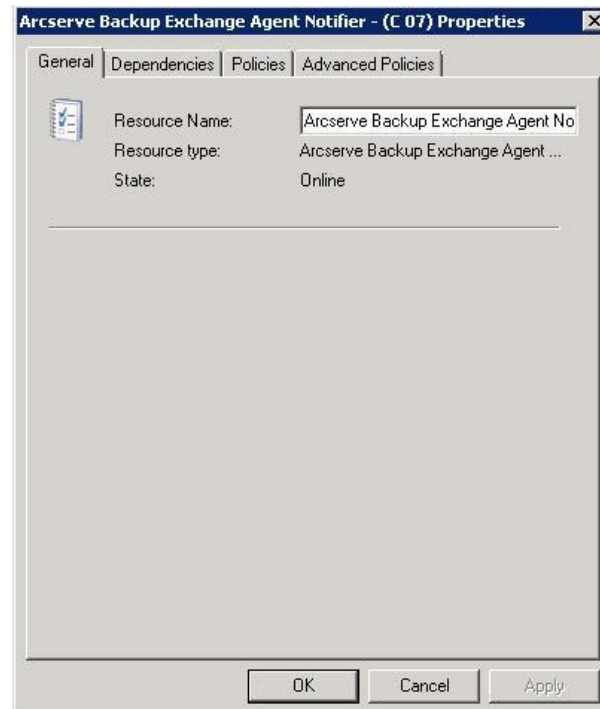 Arcserve Backup Exchange Agent Notifier - (C 07) Properties
General Dependencies Policies Advanced Policies
Resource Name: Arcserve Backup Exchange Agent No
Resource type: Arcserve Backup Exchange Agent ...
State: Online
OK Cancel Apply